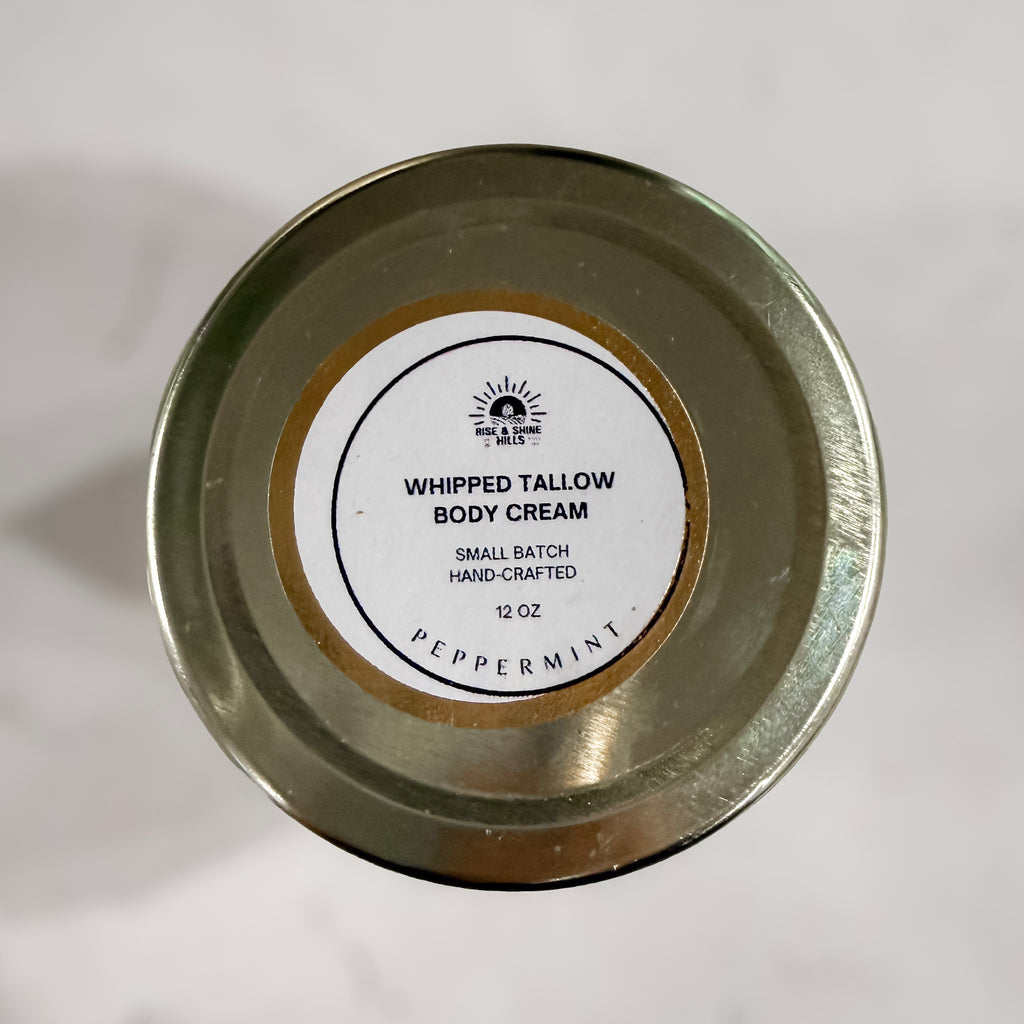 RISE & SHINE
HILLS
WHIPPED TALLOW
BODY CREAM
SMALL BATCH
HAND-CRAFTED
12 OZ
PEPPERMINT